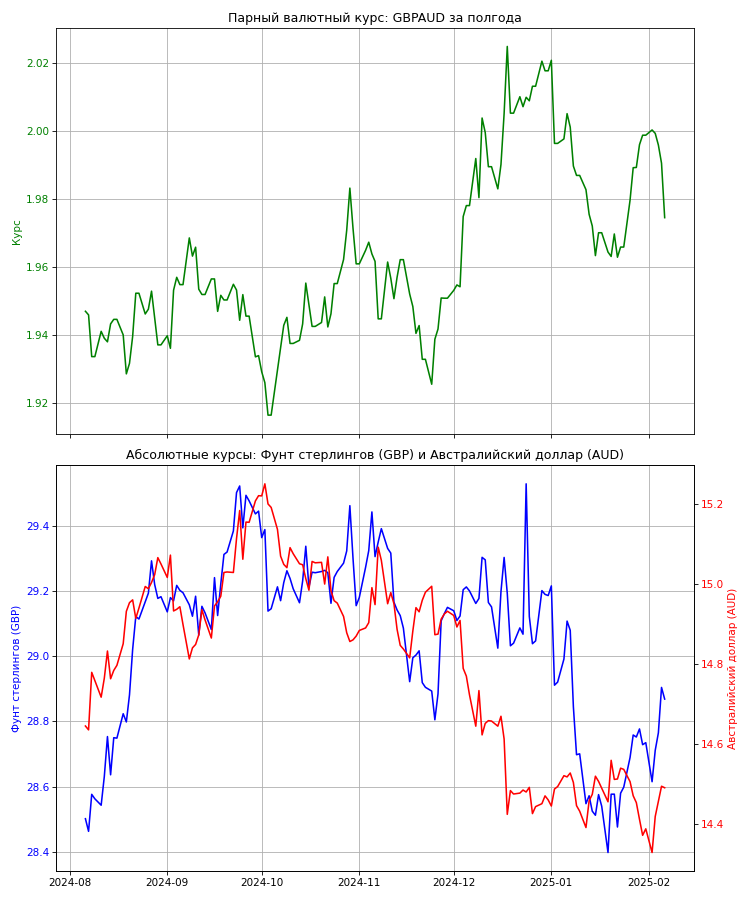 Парный валютный курс: GBPAUD за полгода
2.02
2.00
1.98
1.96
1.94
1.92
Курс
Абсолютные курсы: Фунт стерлингов (GBP) и Австралийский доллар (AUD)
29.4
29.2
29.0
28.8
28.6
28.4
Фунт стерлингов (GBP)
15.2
15.0
14.8
14.6
14.4
Австралийский доллар (AUD)
2024-08 2024-09 2024-10 2024-11 2024-12 2025-01 2025-02